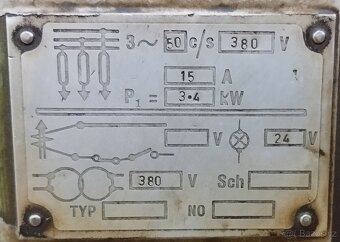 3~ 50 c/s 380 V
15 A
P1 = 3·4 kW
V 24 V
380 V Sch
TYP NO